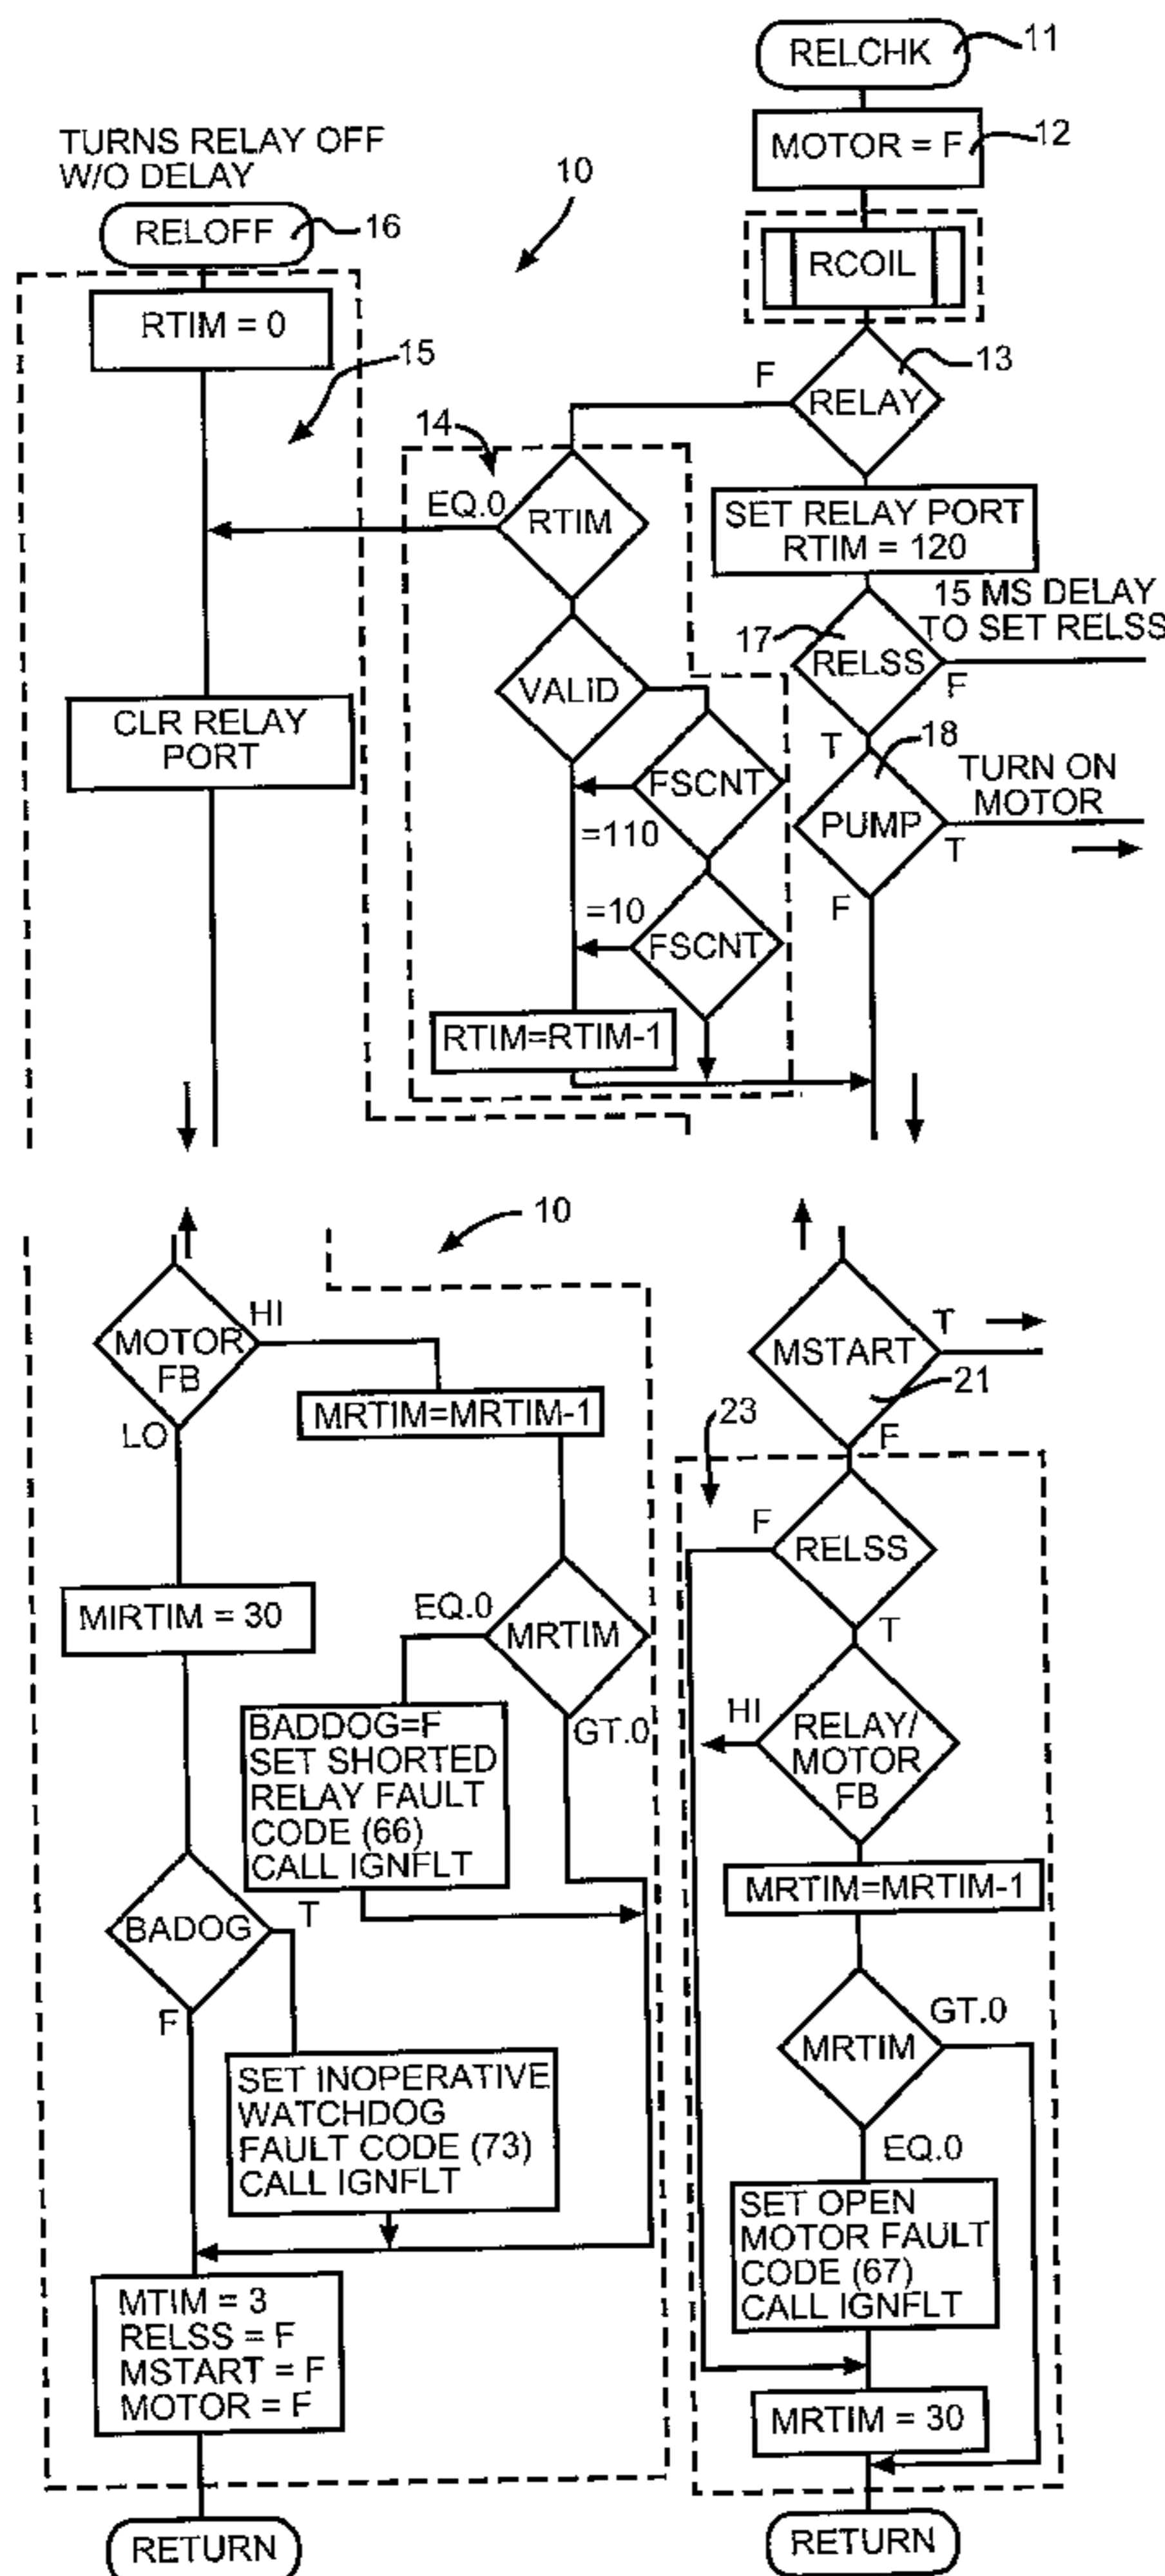 RELCHK
11
MOTOR = F
12
TURNS RELAY OFF
W/O DELAY
10
RELOFF
16
RCOIL
RTIM = 0
15
F
RELAY
13
14
EQ.0
RTIM
SET RELAY PORT
RTIM = 120
15 MS DELAY
TO SET RELSS
17
RELSS
F
VALID
T
18
CLR RELAY
PORT
FSCNT
=110
PUMP
TURN ON
MOTOR
T
F
=10
FSCNT
RTIM=RTIM-1
10
MOTOR
FB
HI
LO
MRTIM=MRTIM-1
MSTART
T
21
F
23
F
RELSS
T
MIRTIM = 30
EQ.0
MRTIM
GT.0
BADDOG=F
SET SHORTED
RELAY FAULT
CODE (66)
CALL IGNFLT
HI
RELAY/
MOTOR
FB
MRTIM=MRTIM-1
BADOG
T
F
MRTIM
GT.0
EQ.0
SET INOPERATIVE
WATCHDOG
FAULT CODE (73)
CALL IGNFLT
SET OPEN
MOTOR FAULT
CODE (67)
CALL IGNFLT
MTIM = 3
RELSS = F
MSTART = F
MOTOR = F
MRTIM = 30
RETURN
RETURN